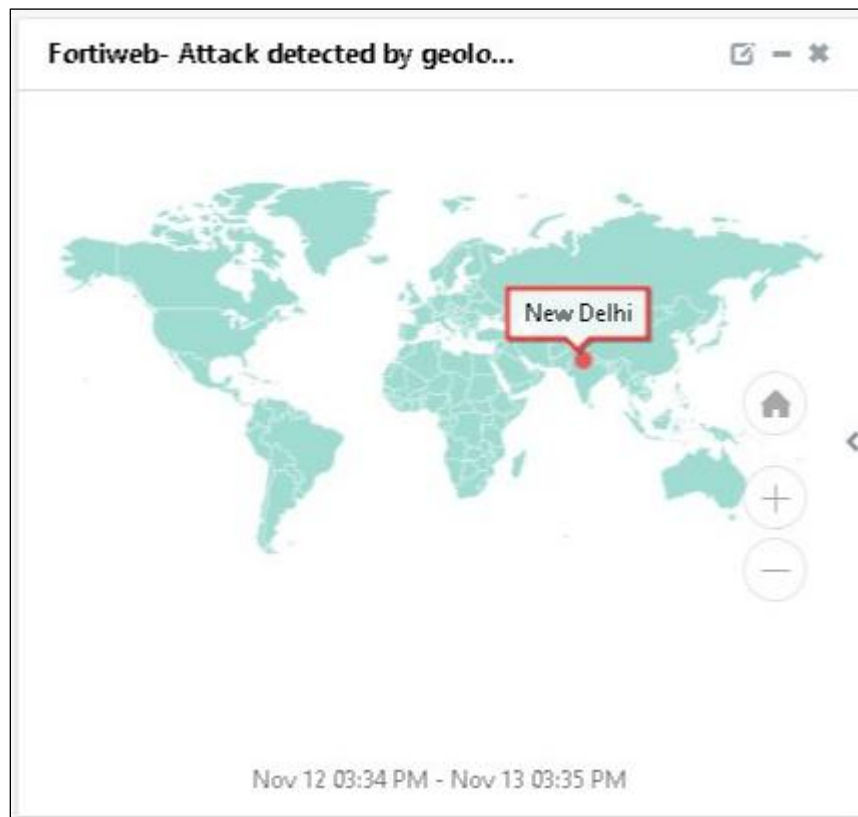 Fortiweb- Attack detected by geolo...
New Delhi
Nov 12 03:34 PM - Nov 13 03:35 PM